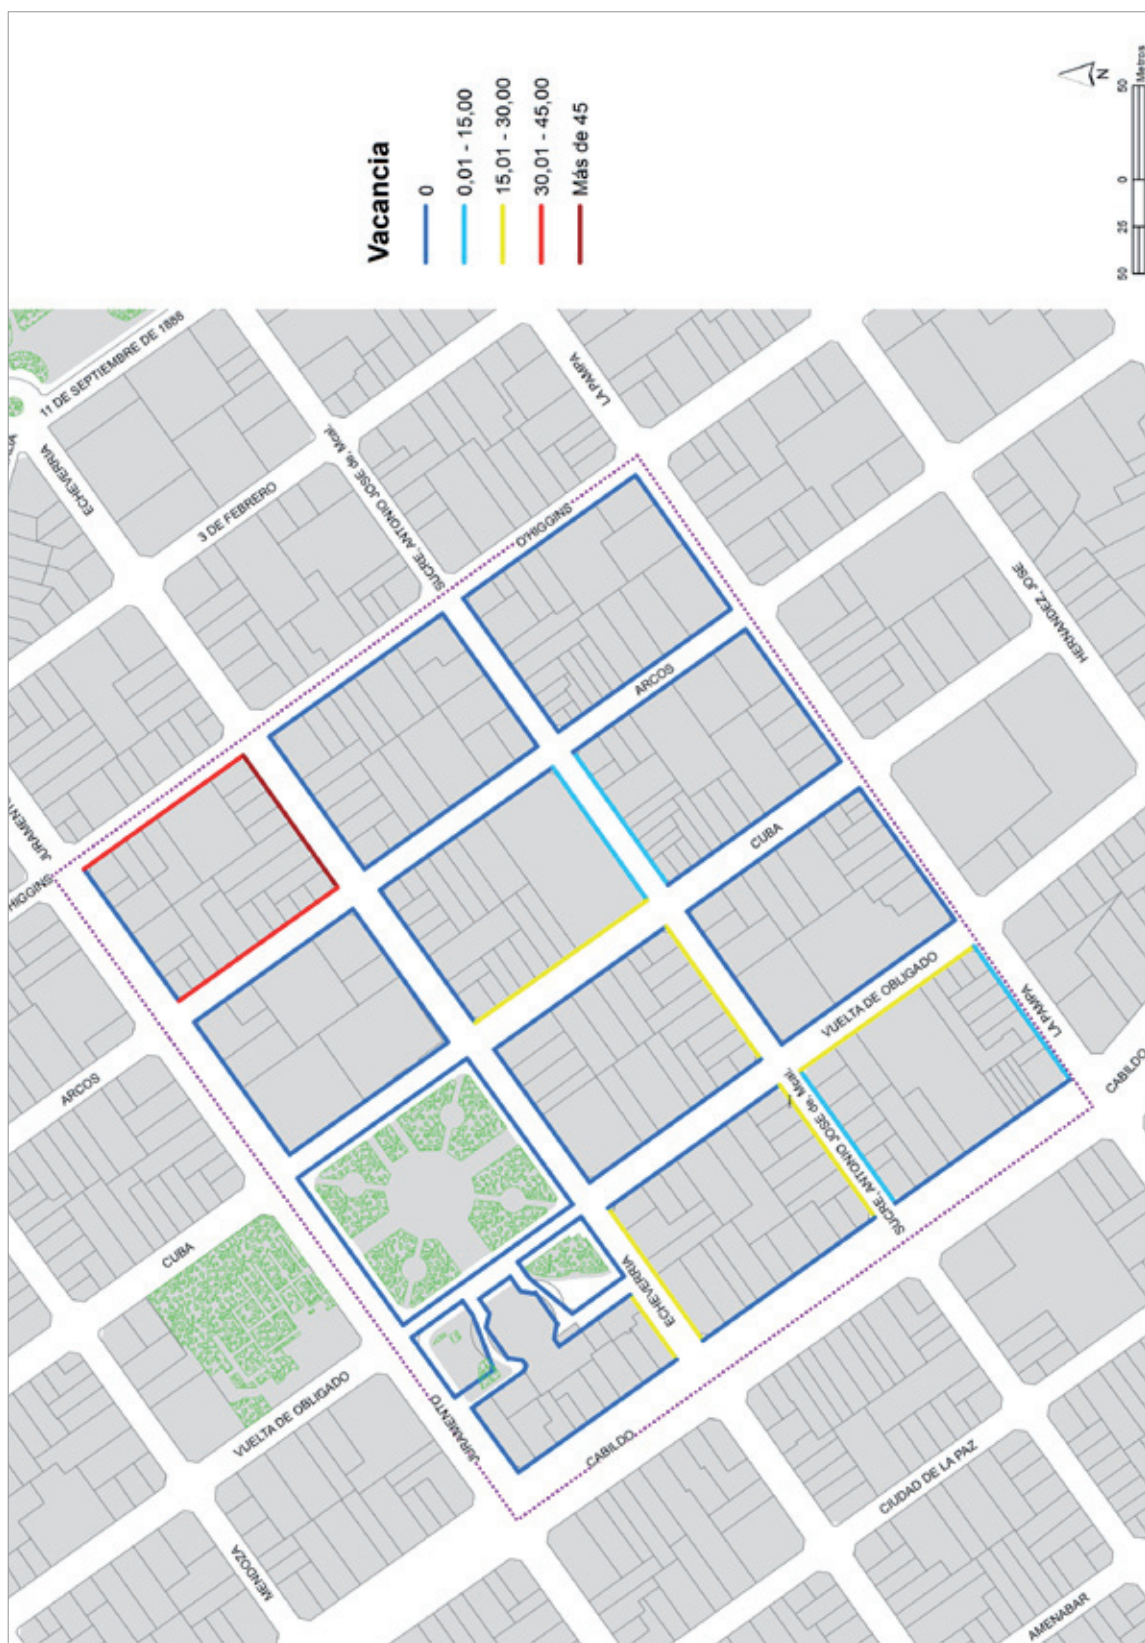 Vacancia
0
0,01 - 15,00
15,01 - 30,00
30,01 - 45,00
Más de 45
N
50
25
0
50
Metros
11 DE SEPTIEMBRE DE 1888
ECHEVERRIA
3 DE FEBRERO
SUCRE, ANTONIO JOSE de, Mcal.
LA PAMPA
O'HIGGINS
JURAMENTO
HIGGINS
ARCOS
HERNANDEZ, JOSE
ARCOS
CUBA
CUBA
VUELTA DE OBLIGADO
LA PAMPA
CABILDO
SUCRE, ANTONIO JOSE de, Mcal.
ECHEVERRIA
JURAMENTO
VUELTA DE OBLIGADO
CABILDO
MENDOZA
CIUDAD DE LA PAZ
AMENABAR